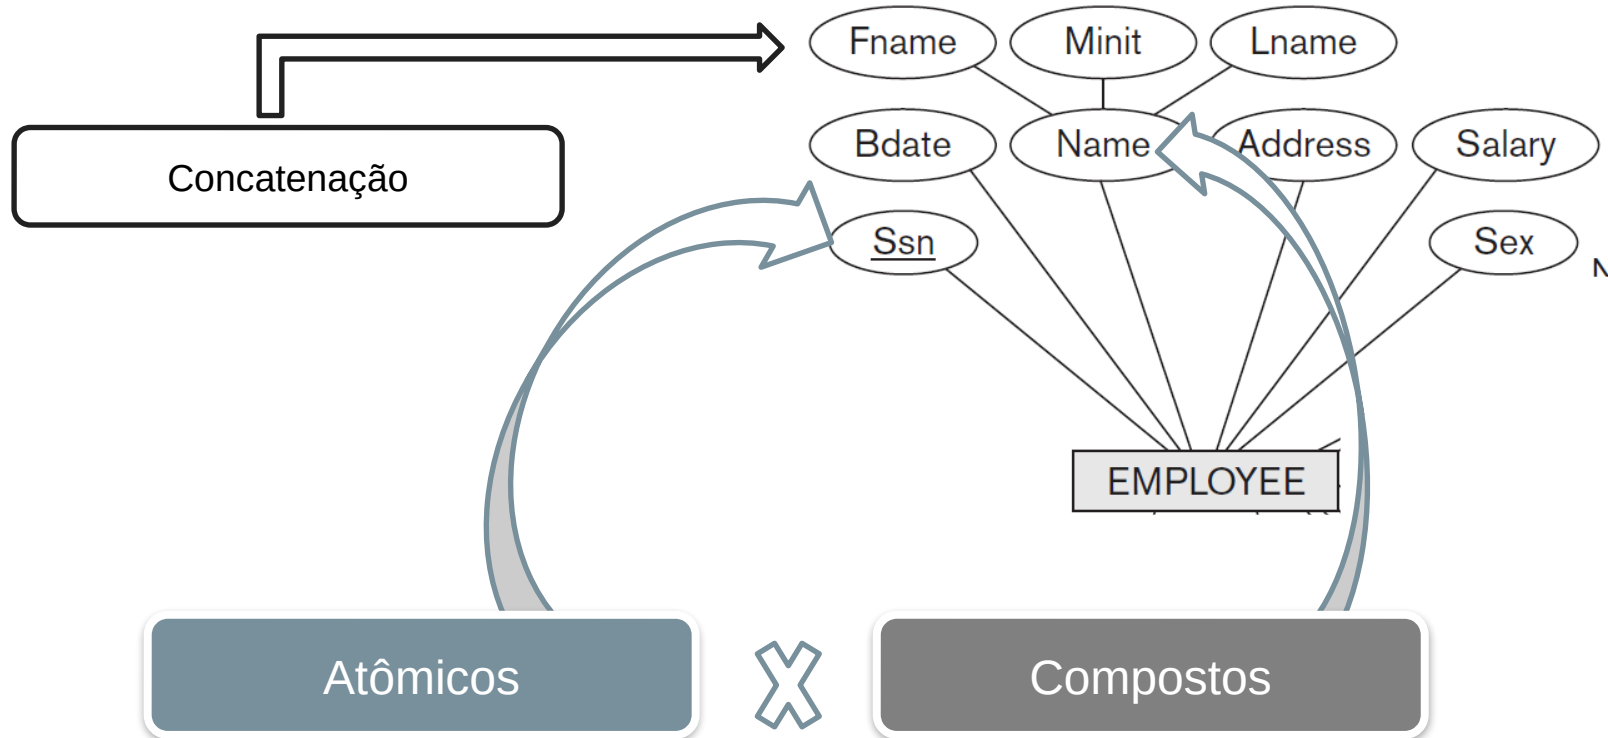 Fname Minit Lname
Concatenação
Bdate Name Address Salary
Ssn Sex
N
EMPLOYEE
Atômicos X Compostos